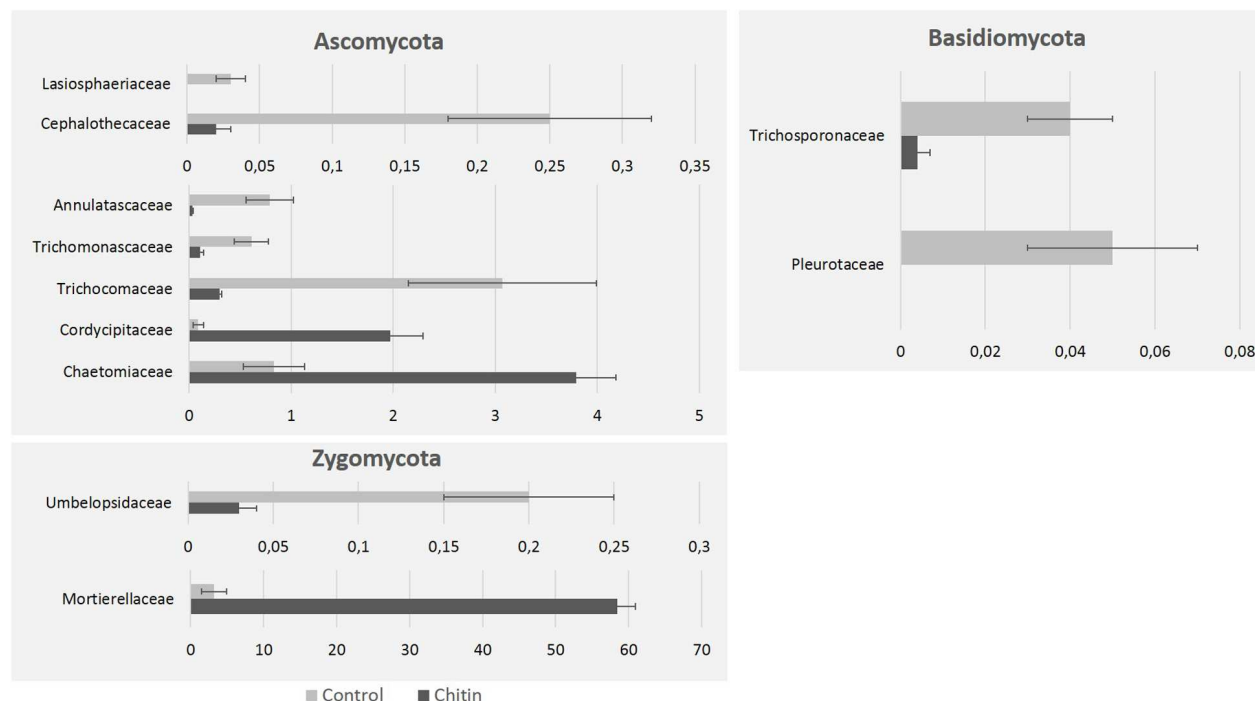 Ascomycota
Lasiosphaeriaceae
Cephalothecaceae
0 0,05 0,1 0,15 0,2 0,25 0,3 0,35
Annulatascaceae
Trichomonascaceae
Trichocomaceae
Cordycipitaceae
Chaetomiaceae
0 1 2 3 4 5
Basidiomycota
Trichosporonaceae
Pleurotaceae
0 0,02 0,04 0,06 0,08
Zygomycota
Umbelopsidaceae
0 0,05 0,1 0,15 0,2 0,25 0,3
Mortierellaceae
0 10 20 30 40 50 60 70
Control Chitin